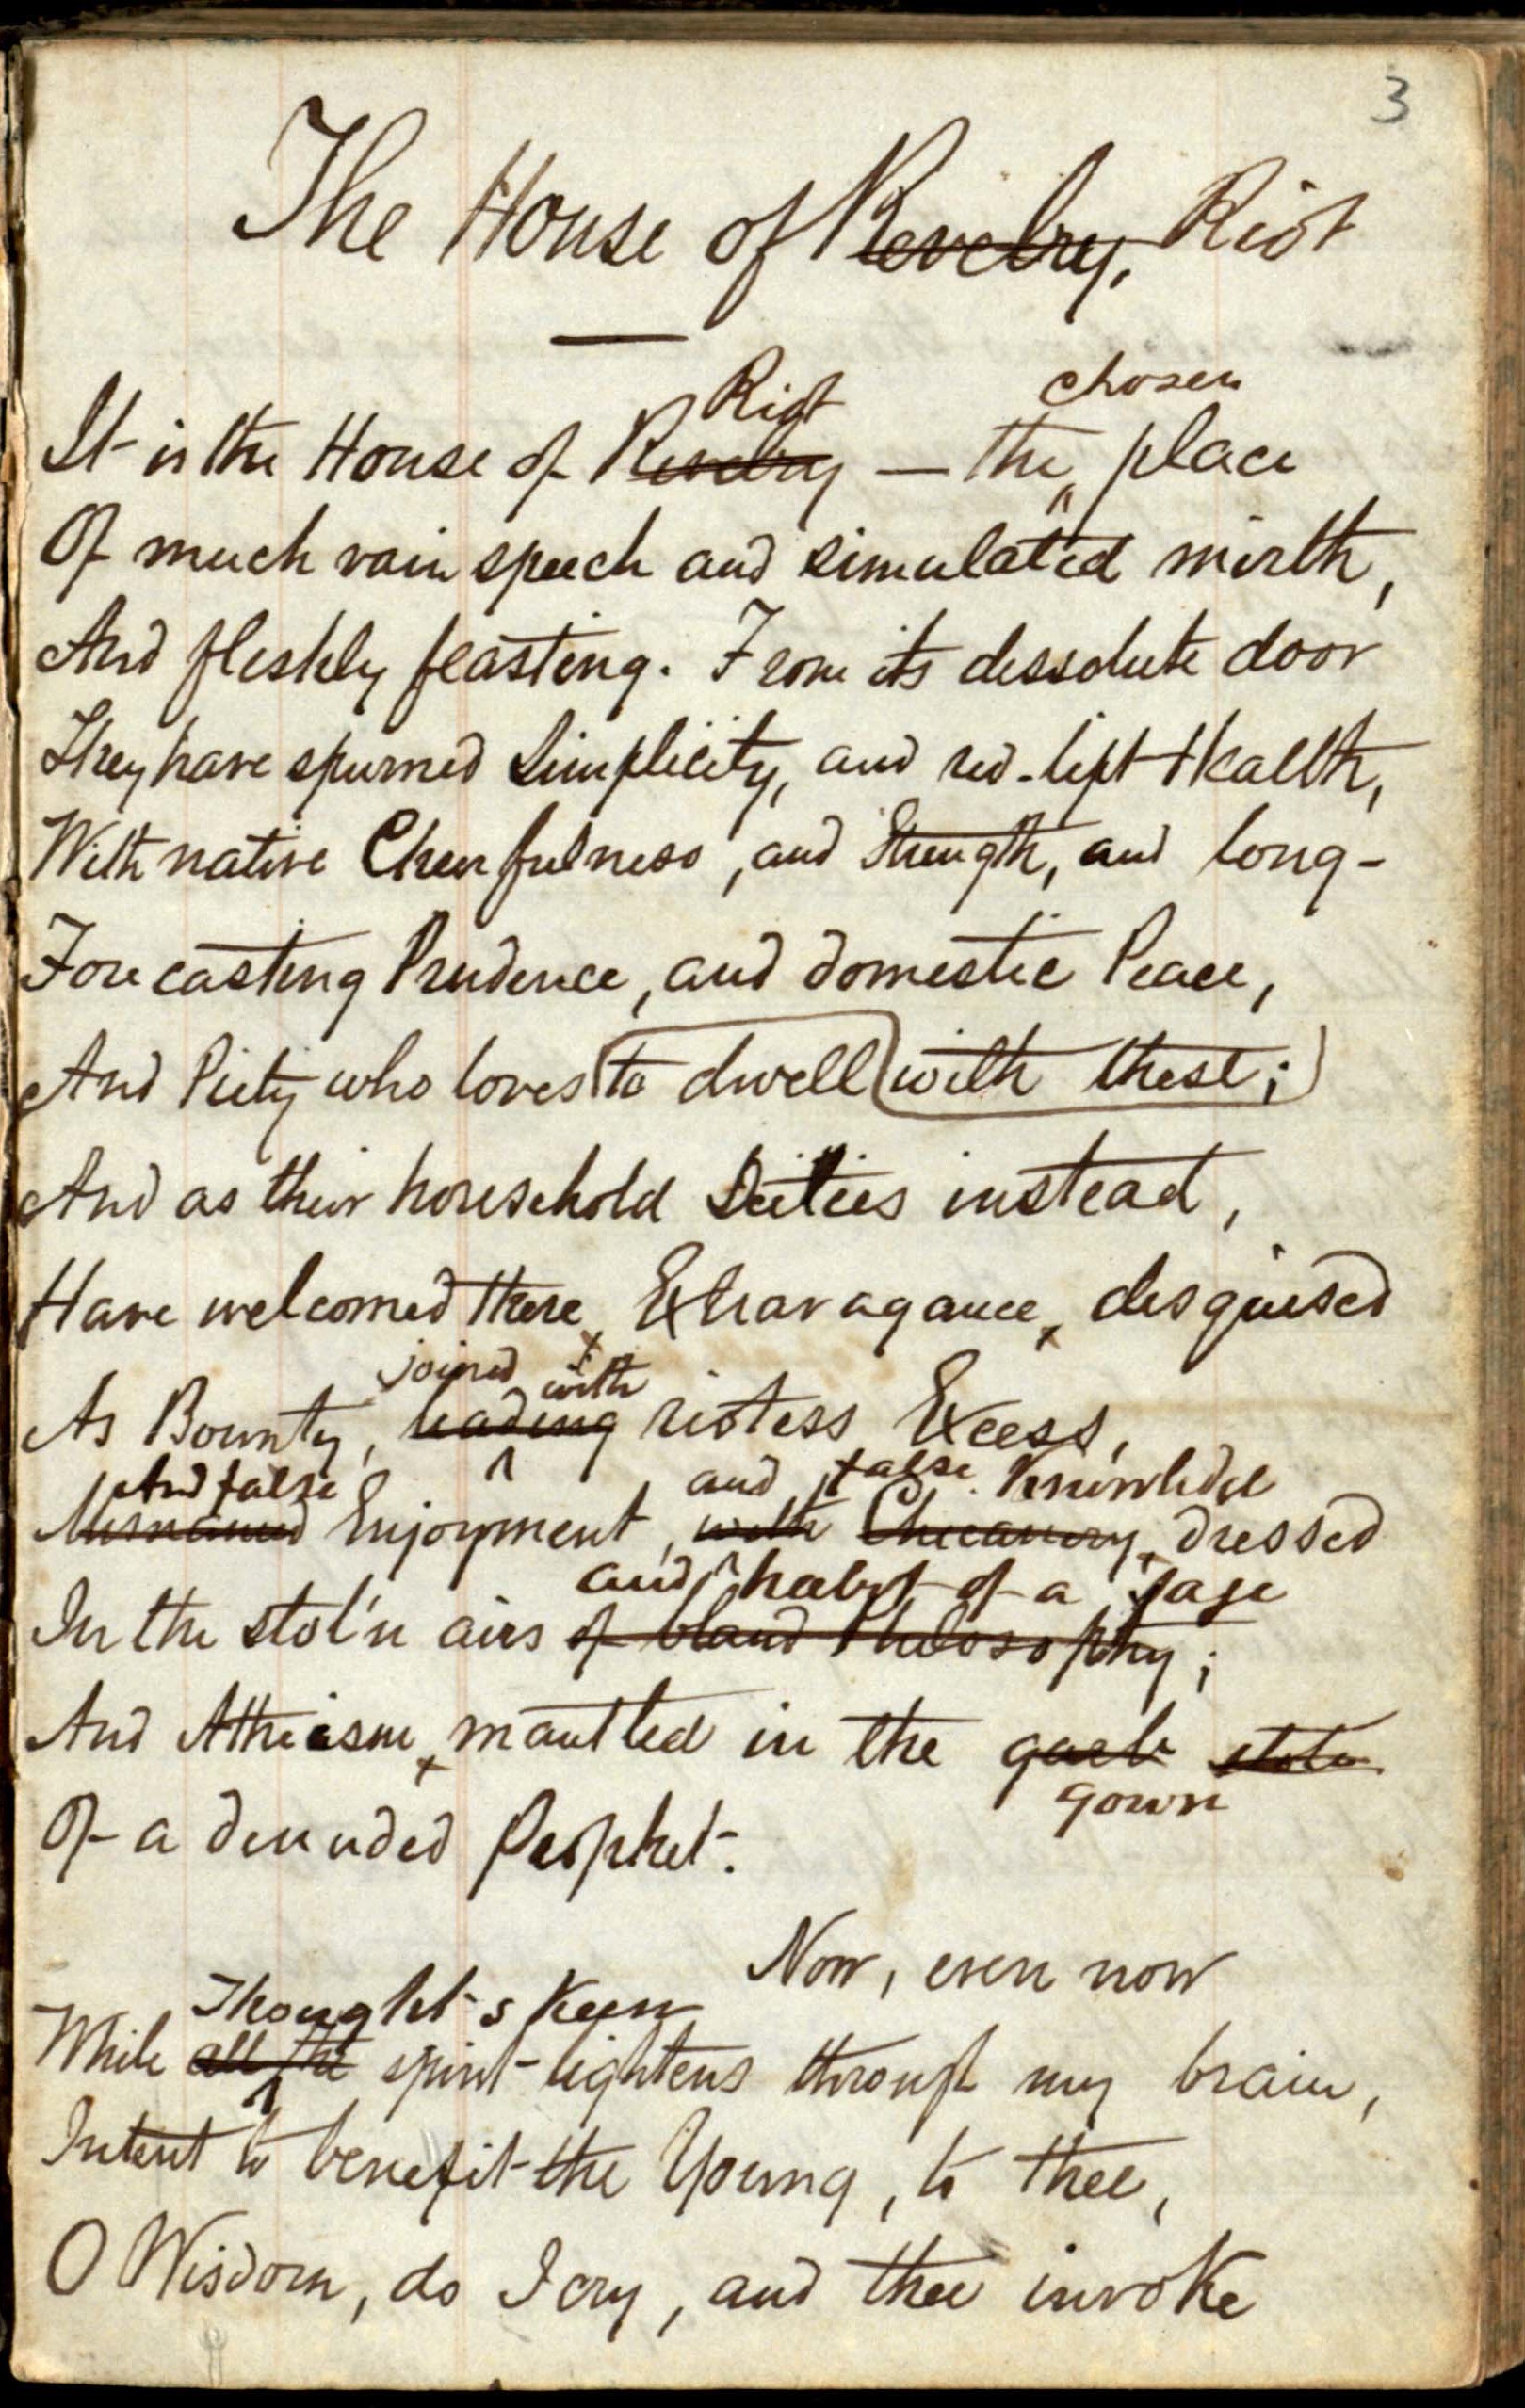 3
The House of Revelry, Riot
Riot chosen
It is the House of Revelry — the place
Of much vain speech and simulated mirth,
And fleshly feasting. From its dissolute door
They have spurned Simplicity, and red-lipt Health,
With native Cheerfulness, and Strength, and long-
Forecasting Prudence, and domestic Peace,
And Piety who loves to dwell with these;
And as their household Deities instead,
Have welcomed there Extravagance, disguised
joined with
As Bounty, leading riotess Excess,
And false and false Knowledge
Misnamed Enjoyment, with Chicanery, dressed
and habit of a sage
In the stol'n airs of bland Philosophy;
And Atheism, mantled in the garb stole
gown
Of a denuded Prophet.
Now, even now
Thought's keen
While all the spirit lightens through my brain,
Intent to benefit the Young, to thee,
O Wisdom, do I cry, and thee invoke